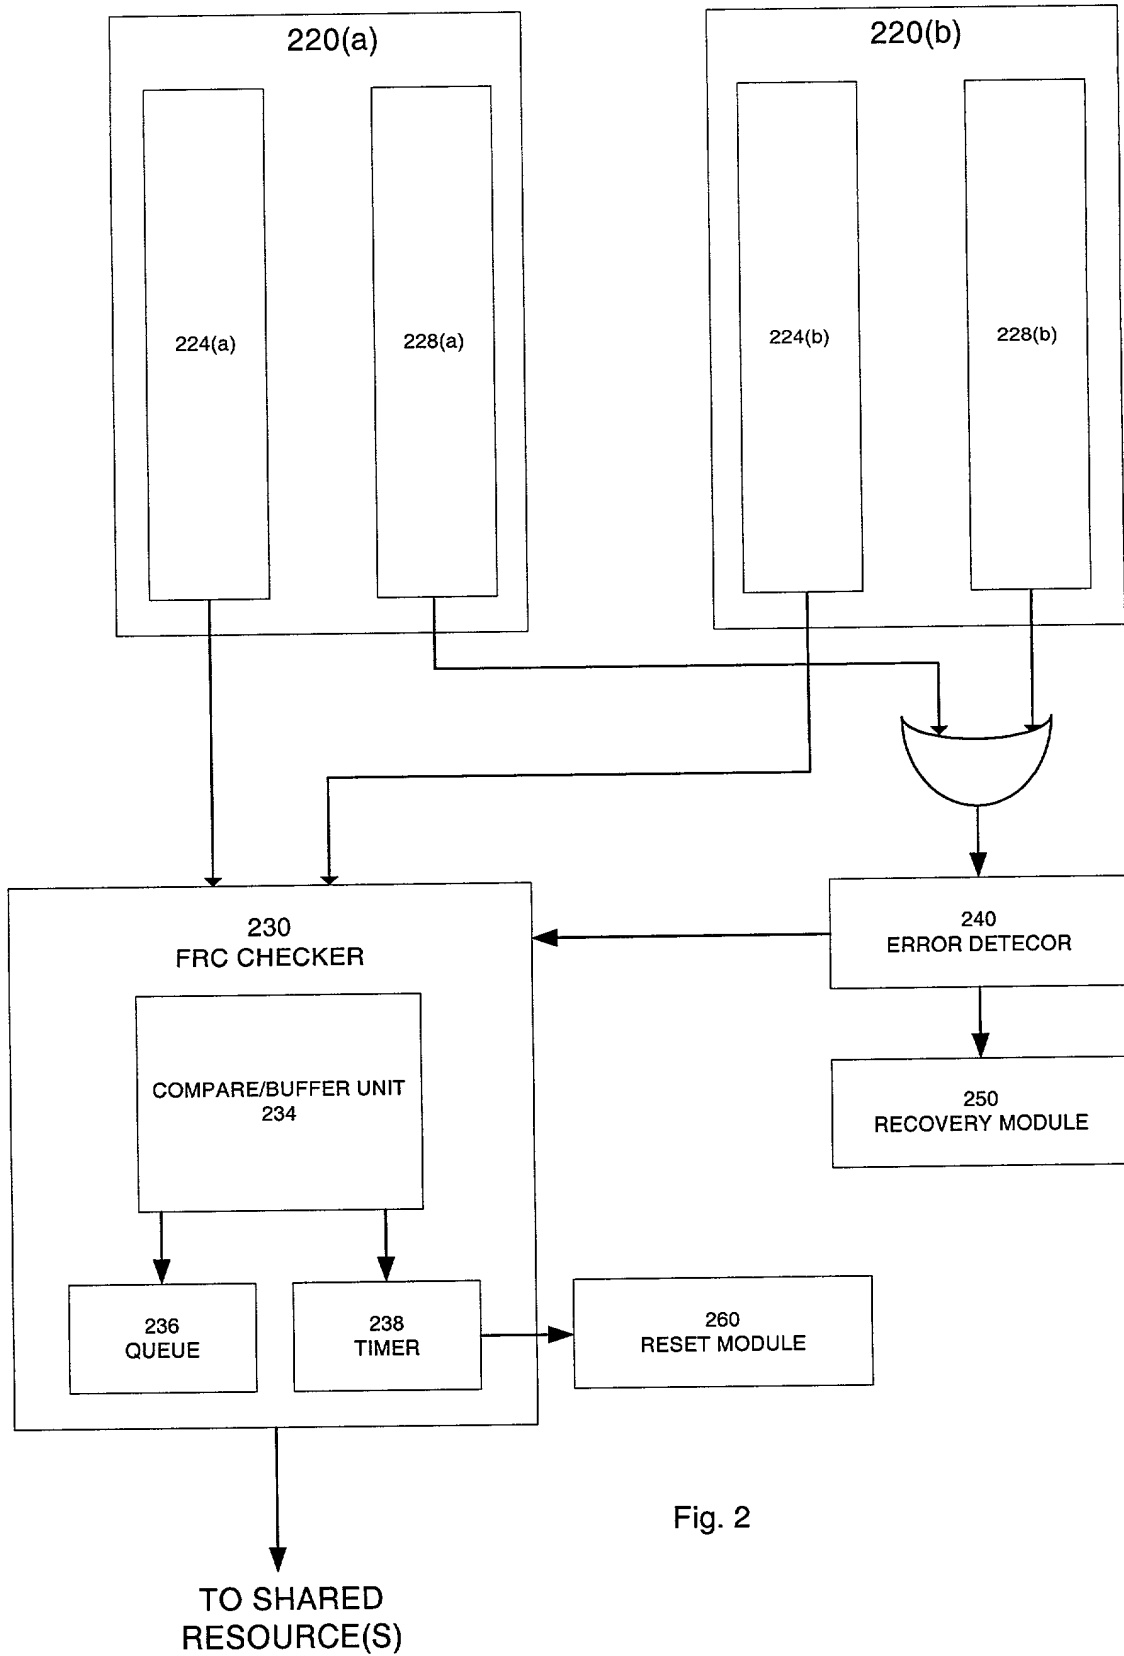 220(a)
220(b)
224(a)
228(a)
224(b)
228(b)
230
FRC CHECKER
240
ERROR DETECOR
COMPARE/BUFFER UNIT
234
250
RECOVERY MODULE
236
QUEUE
238
TIMER
260
RESET MODULE
Fig. 2
TO SHARED
RESOURCE(S)